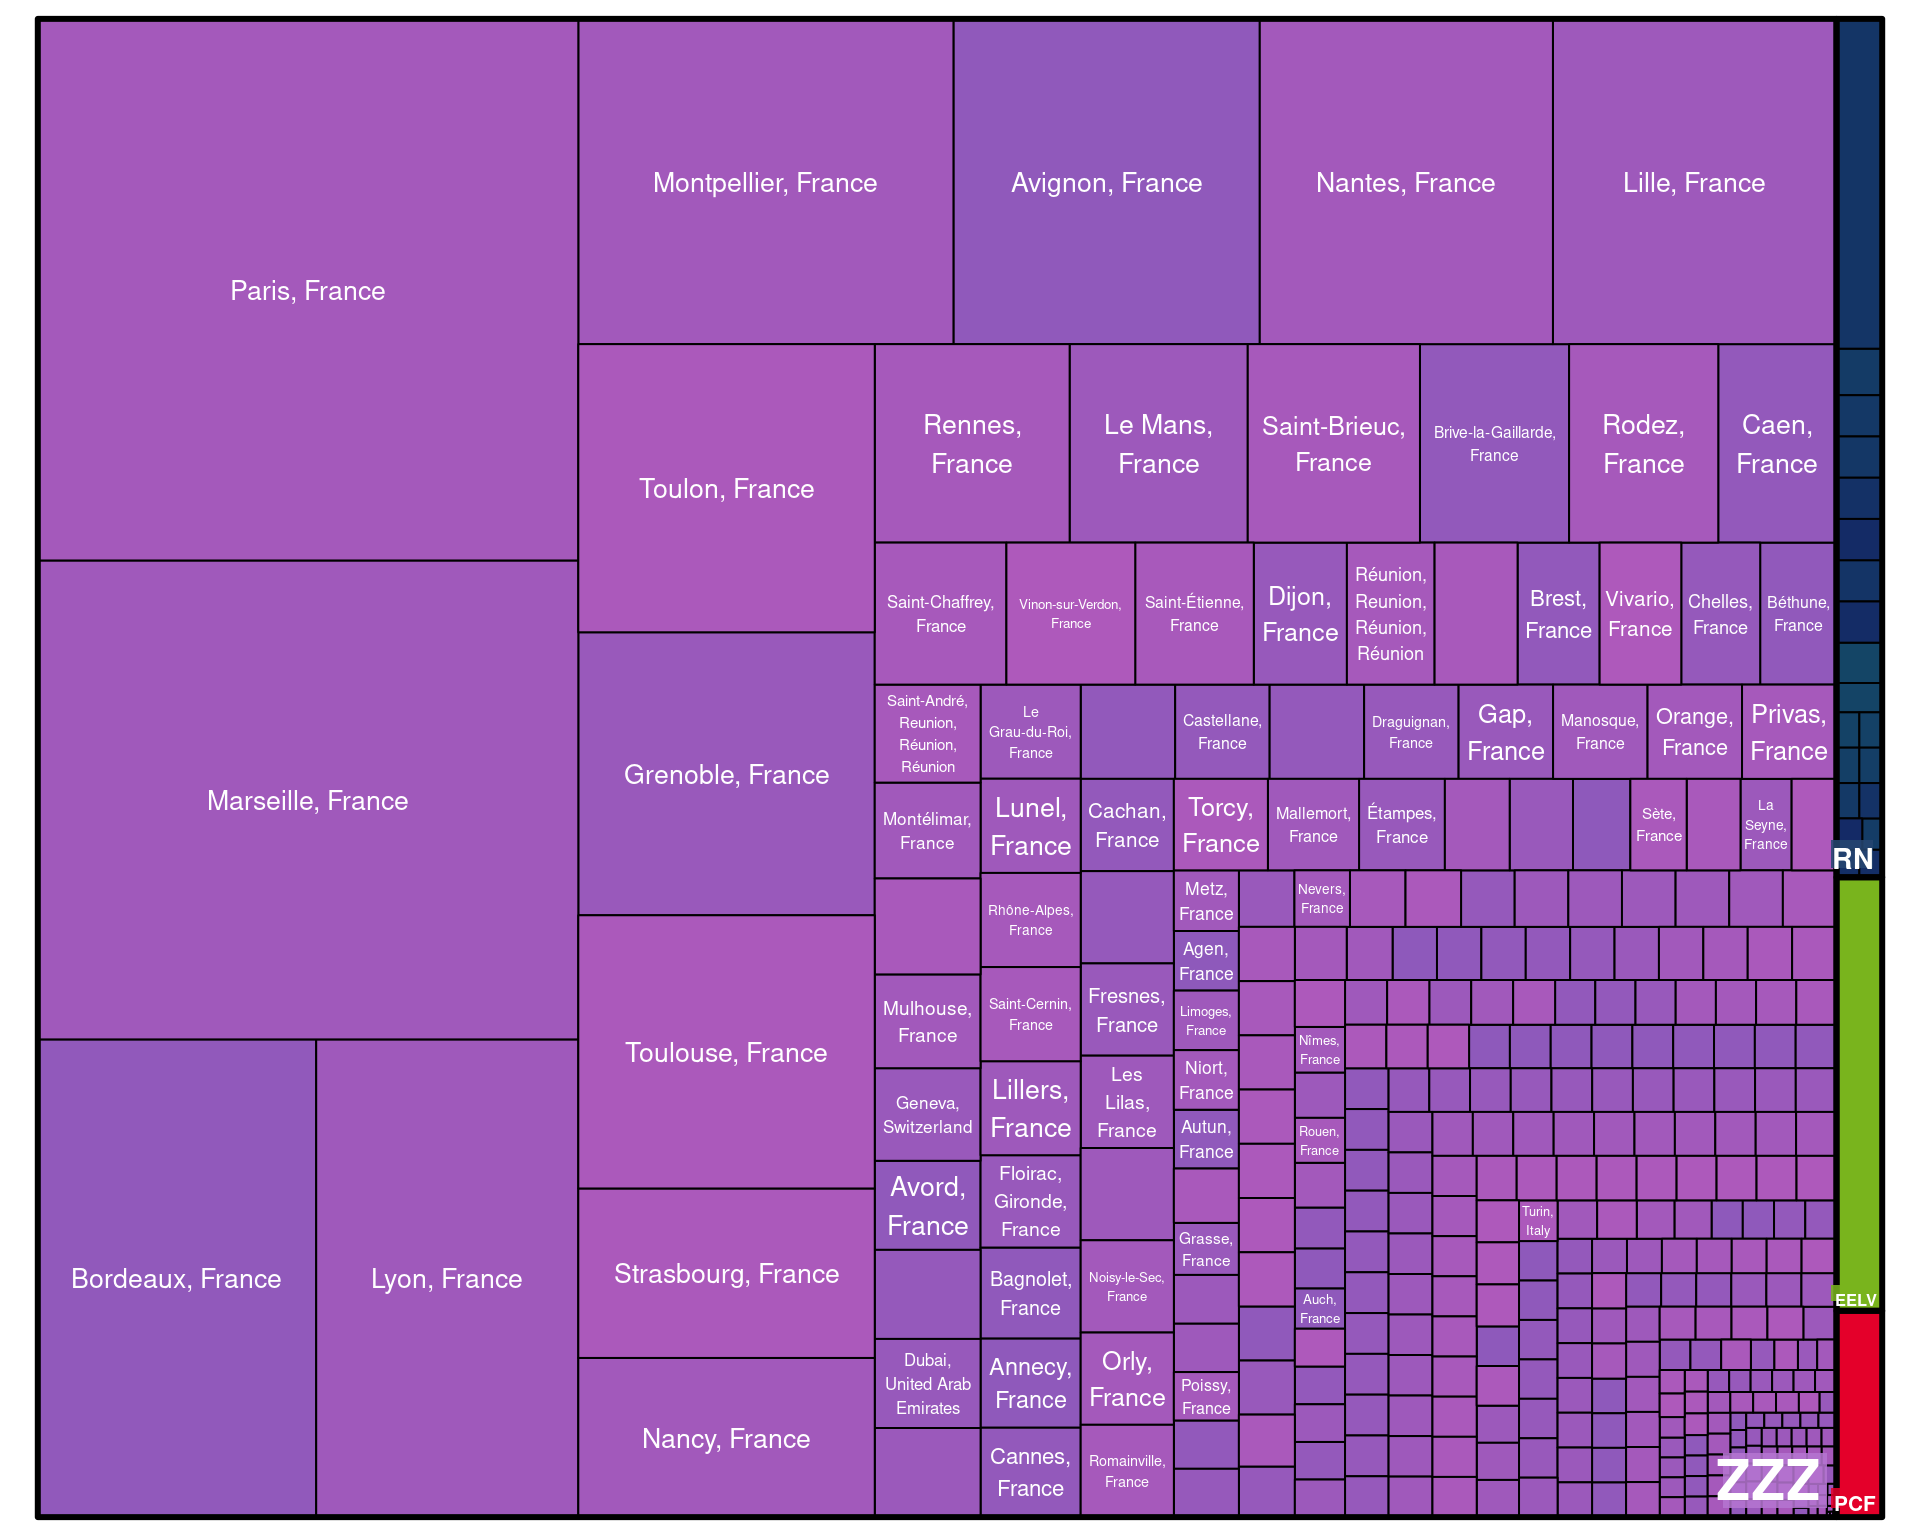 Paris, France
Montpellier, France
Avignon, France
Nantes, France
Lille, France
Marseille, France
Bordeaux, France
Lyon, France
Toulon, France
Grenoble, France
Toulouse, France
Strasbourg, France
Nancy, France
Rennes,
France
Le Mans,
France
Saint-Brieuc,
France
Brive-la-Gaillarde,
France
Rodez,
France
Caen,
France
Saint-Chaffrey,
France
Vinon-sur-Verdon,
France
Saint-Étienne,
France
Dijon,
France
Réunion,
Reunion,
Réunion,
Réunion
Brest,
France
Vivario,
France
Chelles,
France
Béthune,
France
Saint-André,
Reunion,
Réunion,
Réunion
Le
Grau-du-Roi,
France
Castellane,
France
Draguignan,
France
Gap,
France
Manosque,
France
Orange,
France
Privas,
France
Montélimar,
France
Lunel,
France
Cachan,
France
Torcy,
France
Mallemort,
France
Étampes,
France
Sète,
France
La
Seyne,
France
Rhône-Alpes,
France
Metz,
France
Nevers,
France
Agen,
France
Mulhouse,
France
Saint-Cernin,
France
Fresnes,
France
Limoges,
France
Nîmes,
France
Geneva,
Switzerland
Lillers,
France
Les
Lilas,
France
Niort,
France
Autun,
France
Rouen,
France
Avord,
France
Floirac,
Gironde,
France
Grasse,
France
Turin,
Italy
Bagnolet,
France
Noisy-le-Sec,
France
Auch,
France
Dubai,
United Arab
Emirates
Annecy,
France
Orly,
France
Poissy,
France
Cannes,
France
Romainville,
France
RN
EELV
ZZZ
PCF